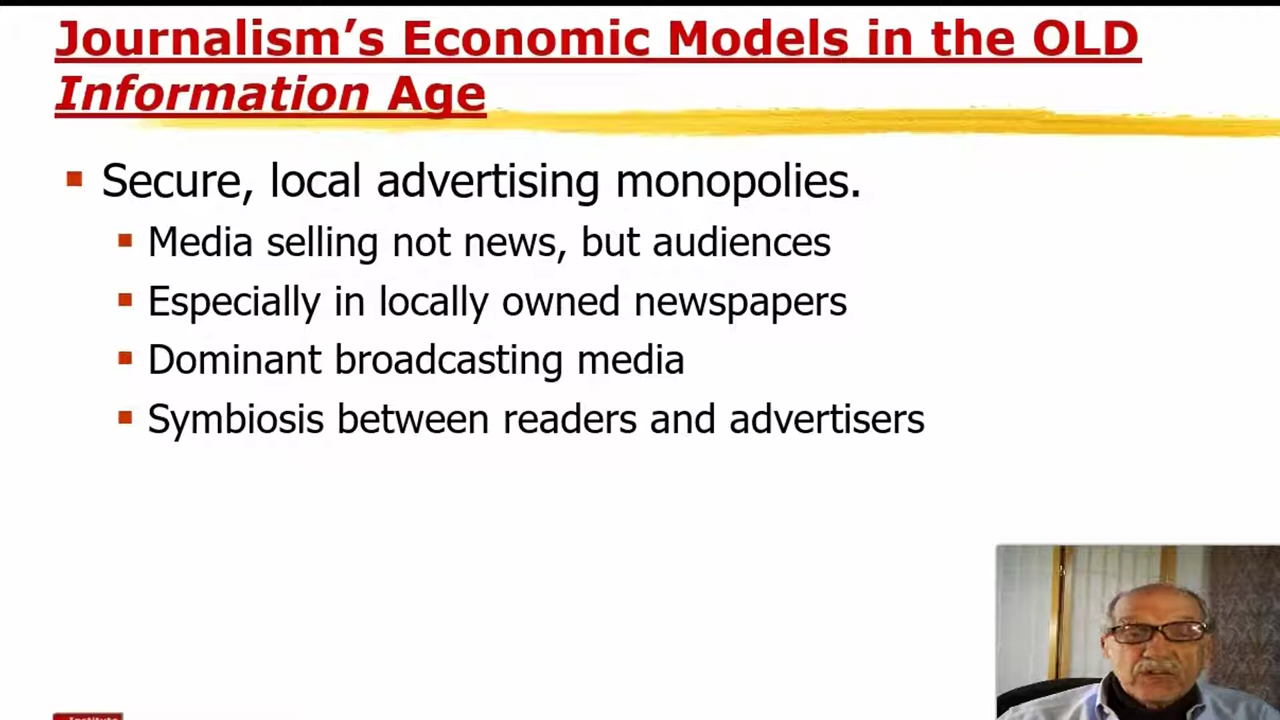 Journalism’s Economic Models in the OLD
Information Age
Secure, local advertising monopolies.
Media selling not news, but audiences
Especially in locally owned newspapers
Dominant broadcasting media
Symbiosis between readers and advertisers
Institute